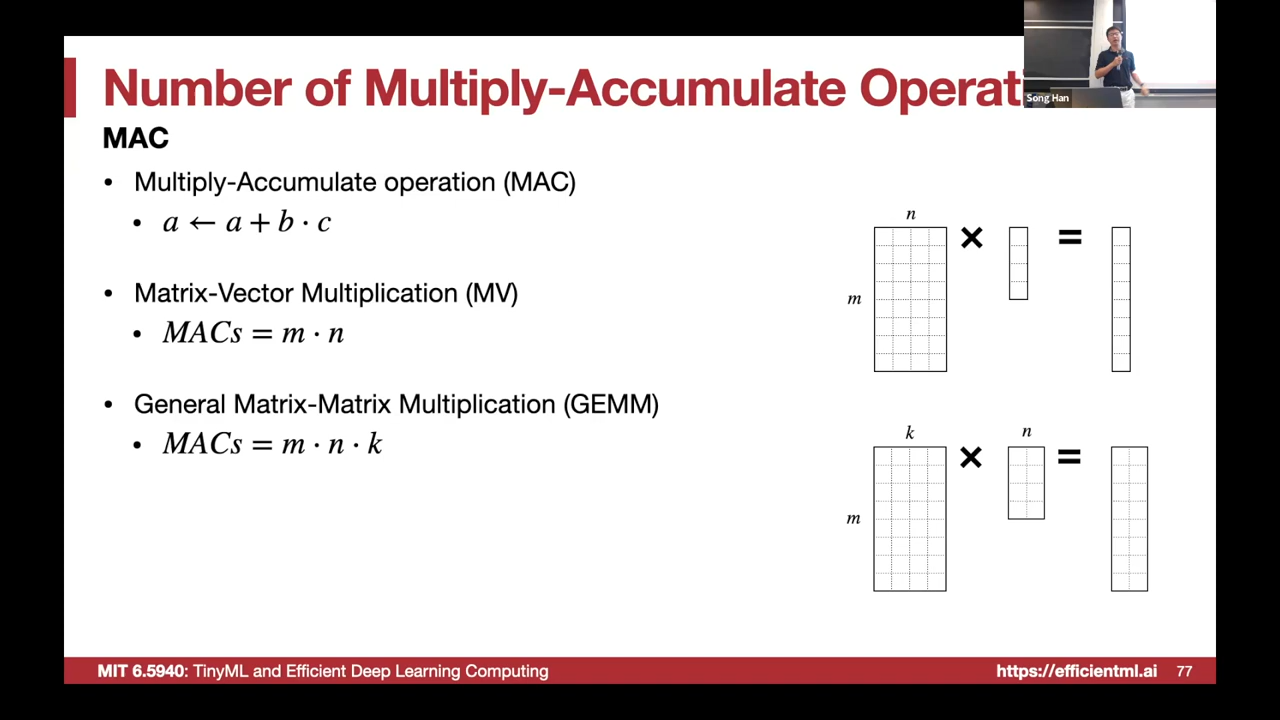 Number of Multiply-Accumulate Operat
Song Han
MAC
• Multiply-Accumulate operation (MAC)
• a ← a + b · c
• Matrix-Vector Multiplication (MV)
• MACs = m · n
• General Matrix-Matrix Multiplication (GEMM)
• MACs = m · n · k
n
× =
m
k n
× =
m
MIT 6.5940: TinyML and Efficient Deep Learning Computing
https://efficientml.ai 77